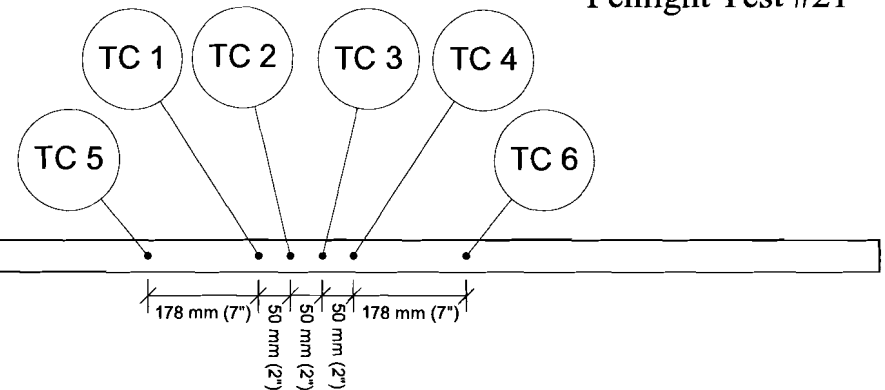 Penlight Test #21
TC 1
TC 2
TC 3
TC 4
TC 5
TC 6
178 mm (7")
50 mm (2")
50 mm (2")
50 mm (2")
178 mm (7")